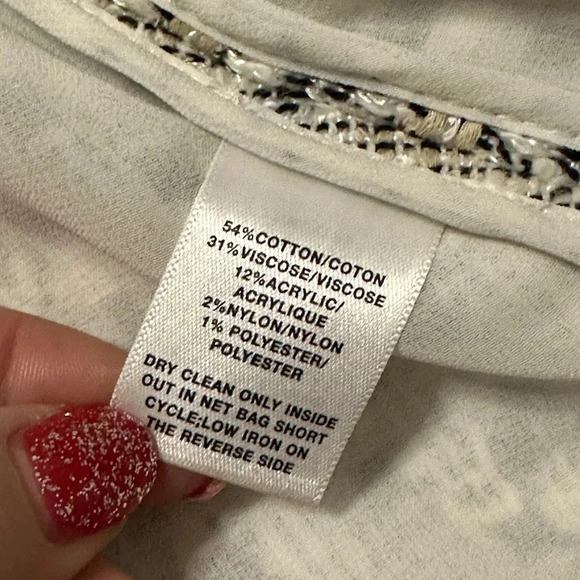 54%COTTON/COTON
31%VISCOSE/VISCOSE
12%ACRYLIC/
ACRYLIQUE
2%NYLON/NYLON
1% POLYESTER/
POLYESTER
DRY CLEAN ONLY INSIDE
OUT IN NET BAG SHORT
CYCLE;LOW IRON ON
THE REVERSE SIDE